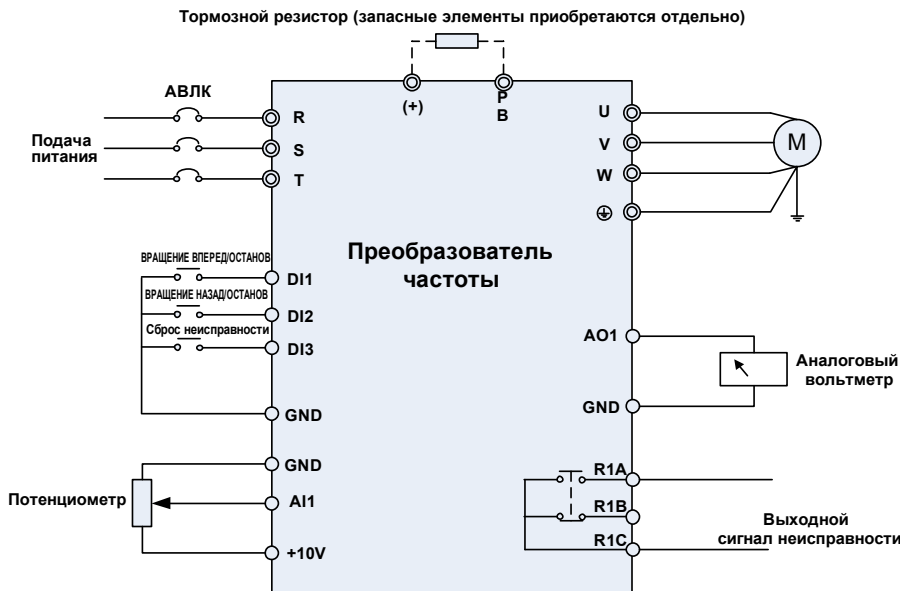 Тормозной резистор (запасные элементы приобретаются отдельно)
АВЛК
(+)
P
B
R
U
Подача
питания
S
V
M
T
W
Преобразователь
частоты
ВРАЩЕНИЕ ВПЕРЕД/ОСТАНОВ
DI1
ВРАЩЕНИЕ НАЗАД/ОСТАНОВ
DI2
Сброс неисправности
DI3
AO1
Аналоговый
вольтметр
GND
GND
GND
R1A
Потенциометр
AI1
R1B
Выходной
сигнал неисправности
R1C
+10V